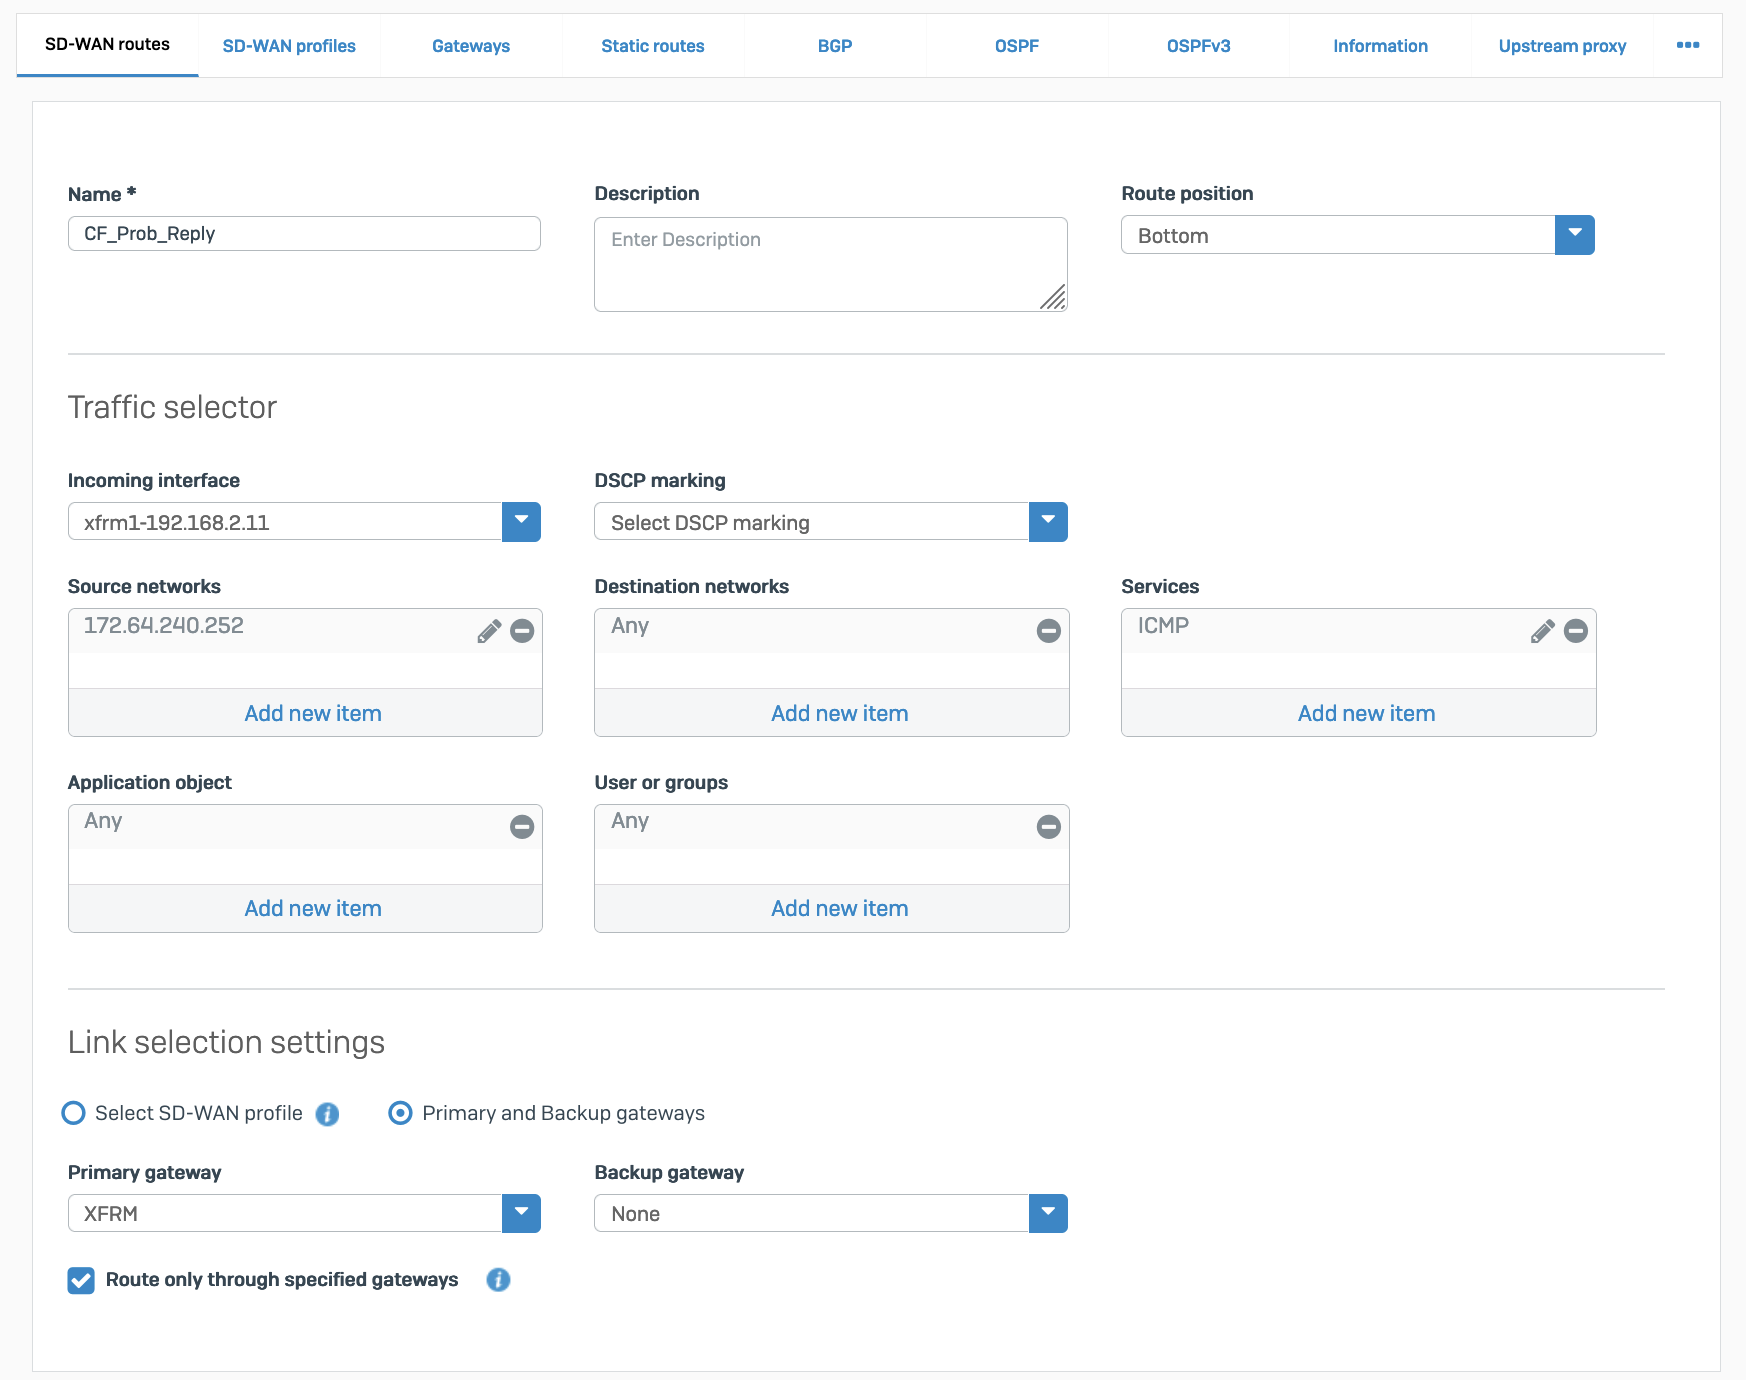 SD-WAN routes SD-WAN profiles Gateways Static routes BGP OSPF OSPFv3 Information Upstream proxy
Name * Description Route position
CF_Prob_Reply Enter Description Bottom
Traffic selector
Incoming interface DSCP marking
xfrm1-192.168.2.11 Select DSCP marking
Source networks Destination networks Services
172.64.240.252 Any ICMP
Add new item Add new item Add new item
Application object User or groups
Any Any
Add new item Add new item
Link selection settings
Select SD-WAN profile i Primary and Backup gateways
Primary gateway Backup gateway
XFRM None
Route only through specified gateways i